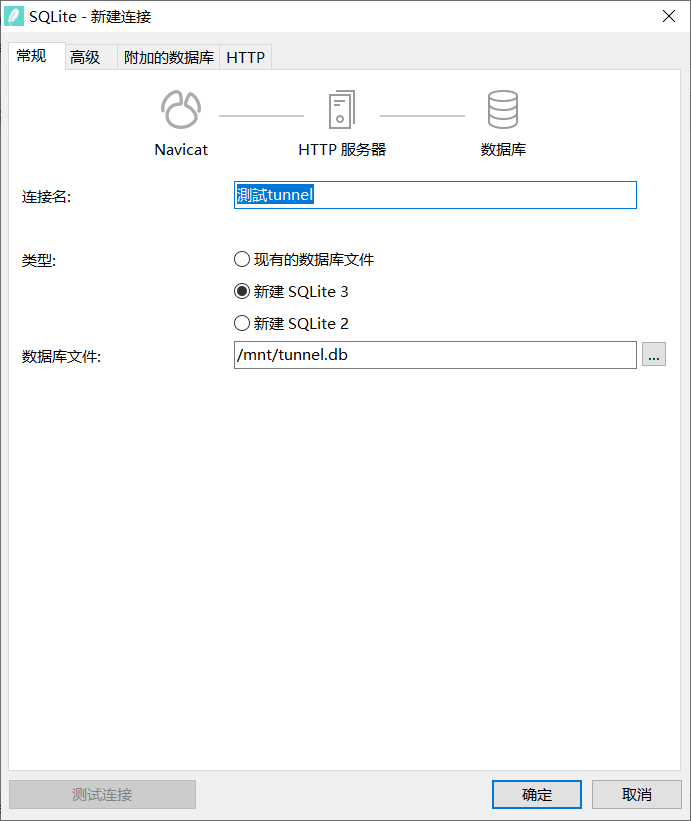 SQLite - 新建连接
常规 高级 附加的数据库 HTTP
Navicat HTTP 服务器 数据库
连接名: 測試tunnel
类型: 现有的数据库文件
新建 SQLite 3
新建 SQLite 2
数据库文件: /mnt/tunnel.db ...
测试连接 确定 取消